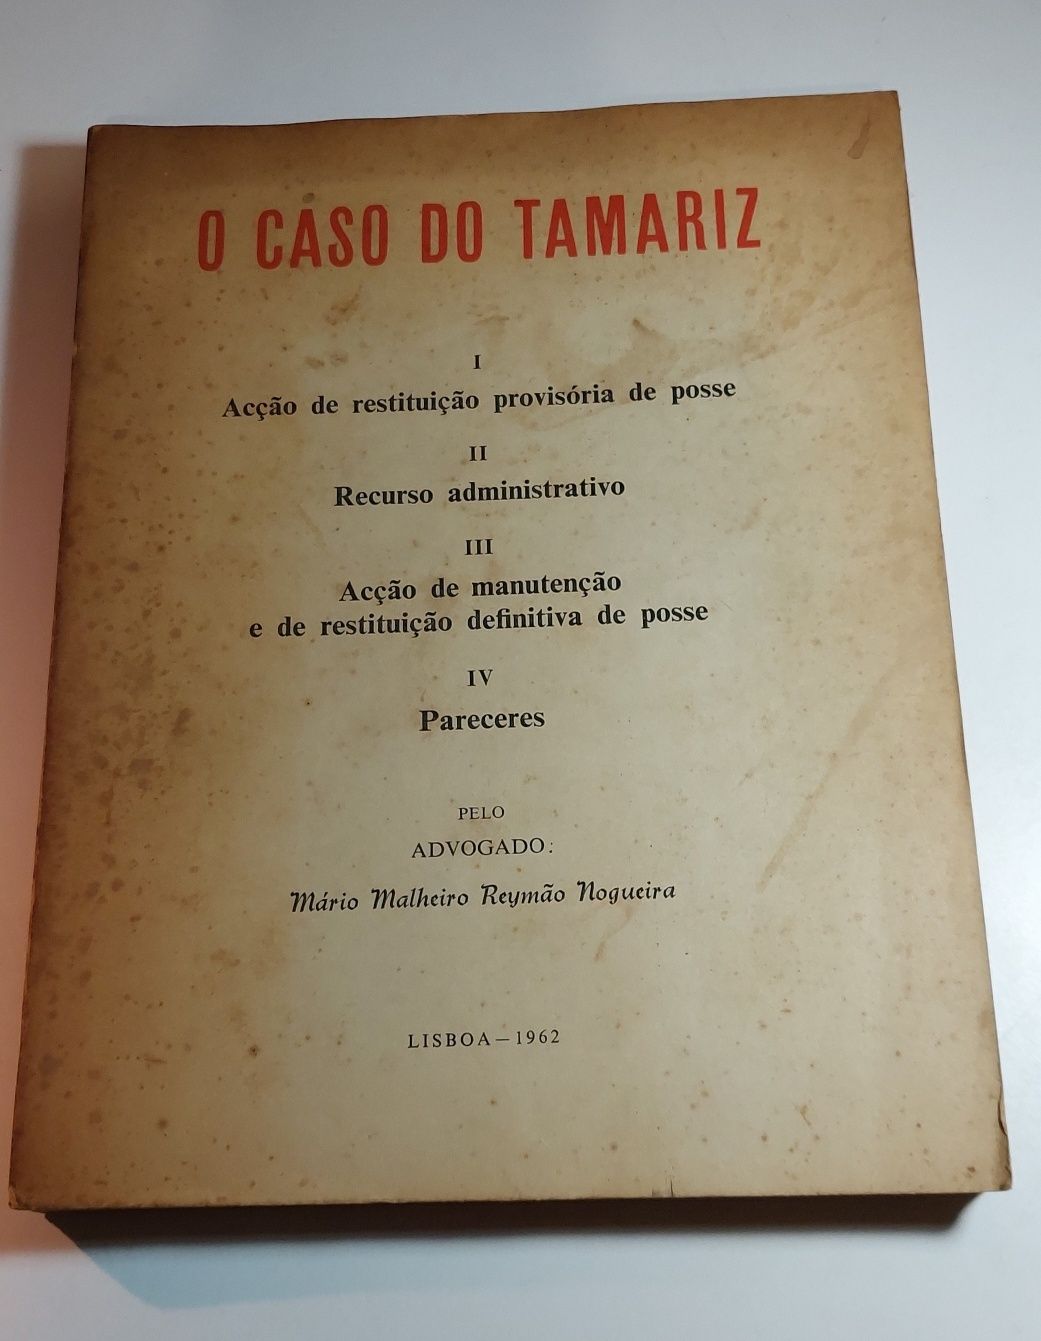 O CASO DO TAMARIZ
I
Acção de restituição provisória de posse
II
Recurso administrativo
III
Acção de manutenção
e de restituição definitiva de posse
IV
Pareceres
PELO
ADVOGADO:
Mário Malheiro Reymão Nogueira
LISBOA — 1962